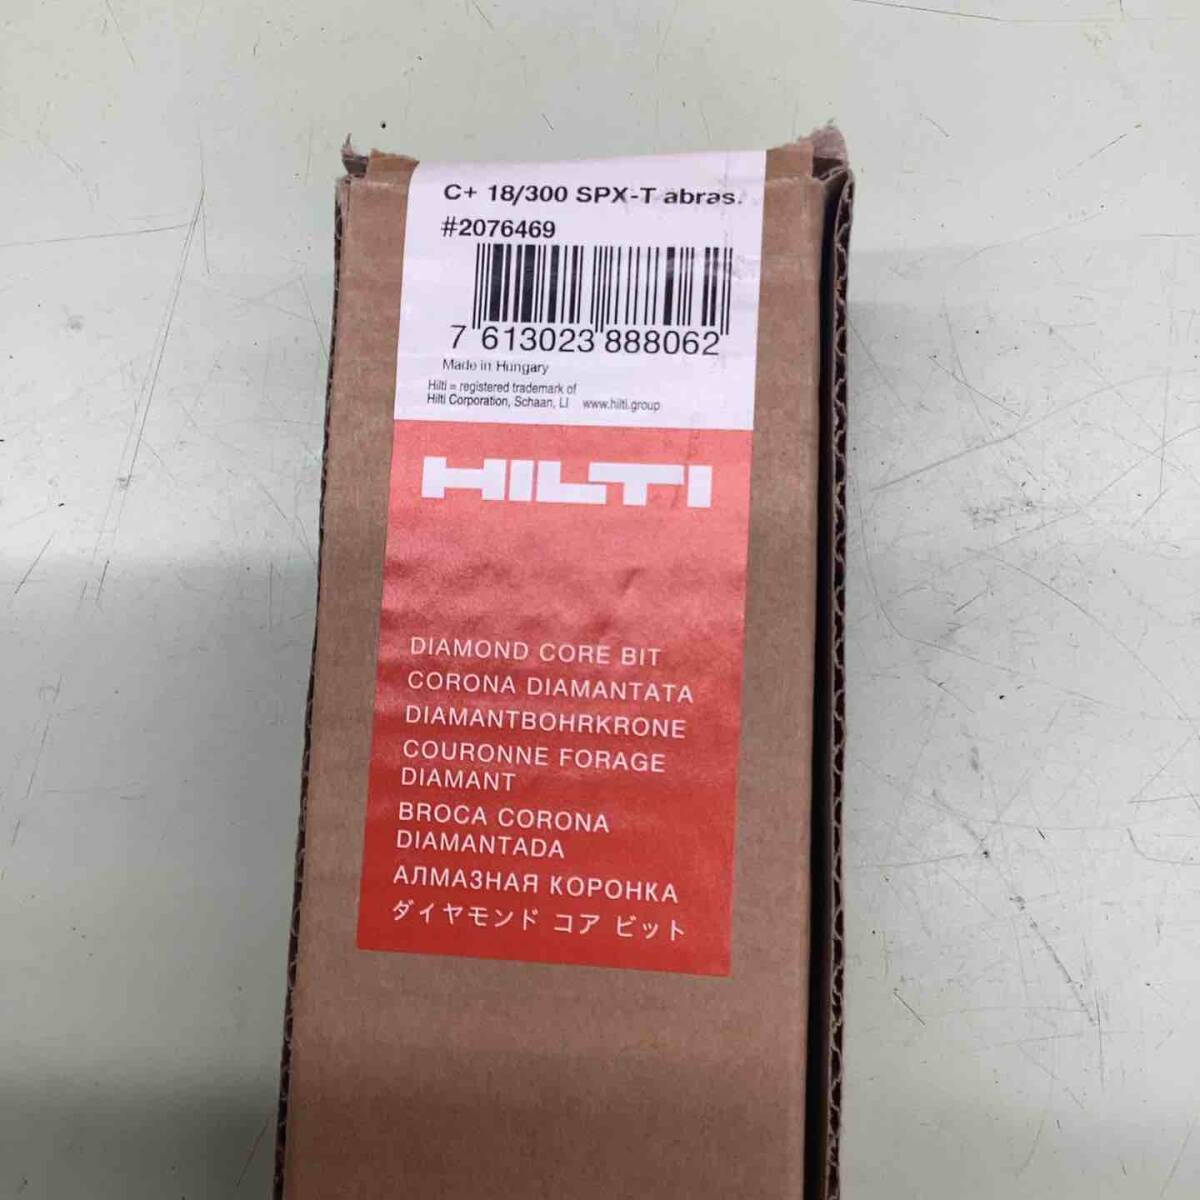 C+ 18/300 SPX-T abras.
#2076469
7 613023 888062
Made in Hungary
Hilti = registered trademark of
Hilti Corporation, Schaan, LI www.hilti.group
HILTI
DIAMOND CORE BIT
CORONA DIAMANTATA
DIAMANTBOHRKRONE
COURONNE FORAGE
DIAMANT
BROCA CORONA
DIAMANTADA
АЛМАЗНАЯ КОРОНКА
ダイヤモンド コア ビット